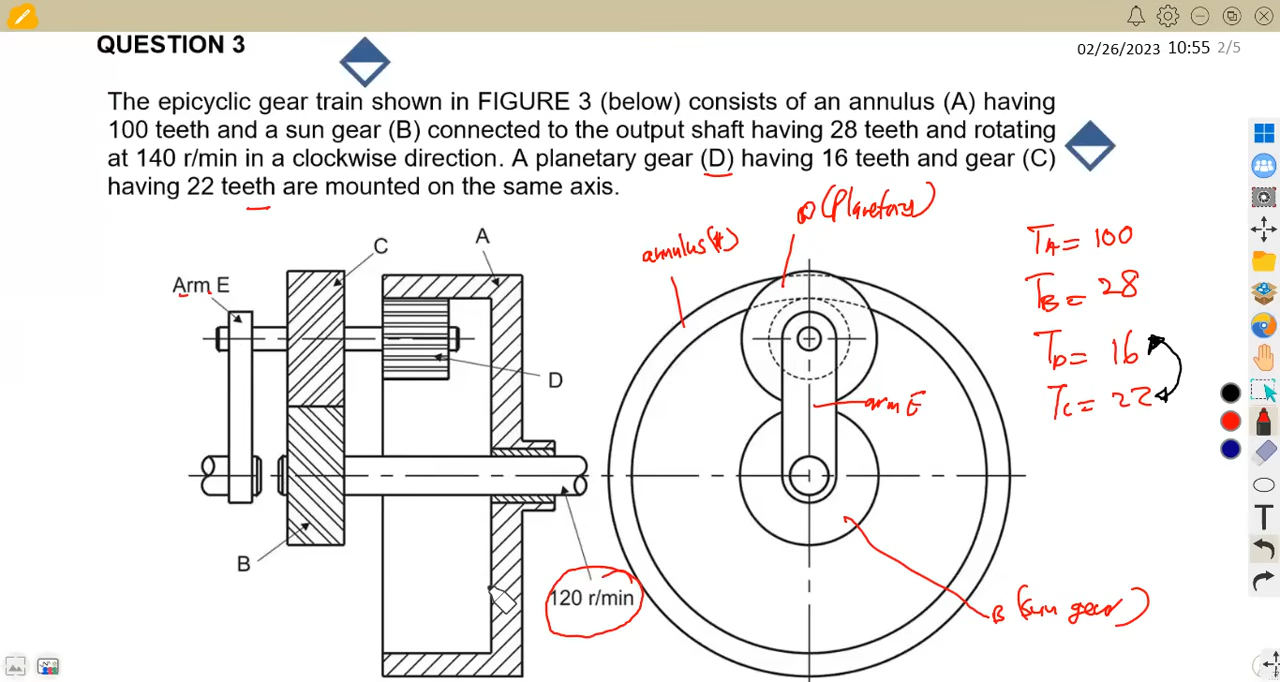 QUESTION 3
02/26/2023 10:55 2/5
The epicyclic gear train shown in FIGURE 3 (below) consists of an annulus (A) having
100 teeth and a sun gear (B) connected to the output shaft having 28 teeth and rotating
at 140 r/min in a clockwise direction. A planetary gear (D) having 16 teeth and gear (C)
having 22 teeth are mounted on the same axis.
D (Planetary)
annulus(A)
TA = 100
TB = 28
TD = 16
TC = 22
C
A
Arm E
D
arm E
B
120 r/min
B (sun gear)
T